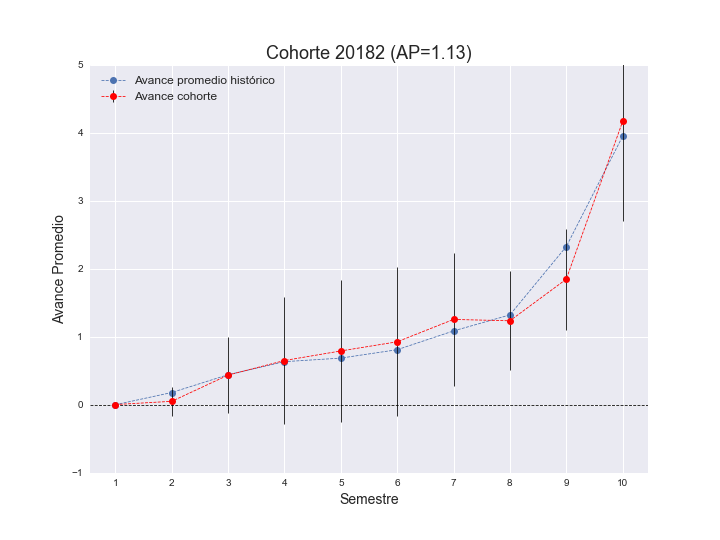 Cohorte 20182 (AP=1.13)
Avance promedio histórico
Avance cohorte
5
4
3
2
1
0
−1
Avance Promedio
1 2 3 4 5 6 7 8 9 10
Semestre